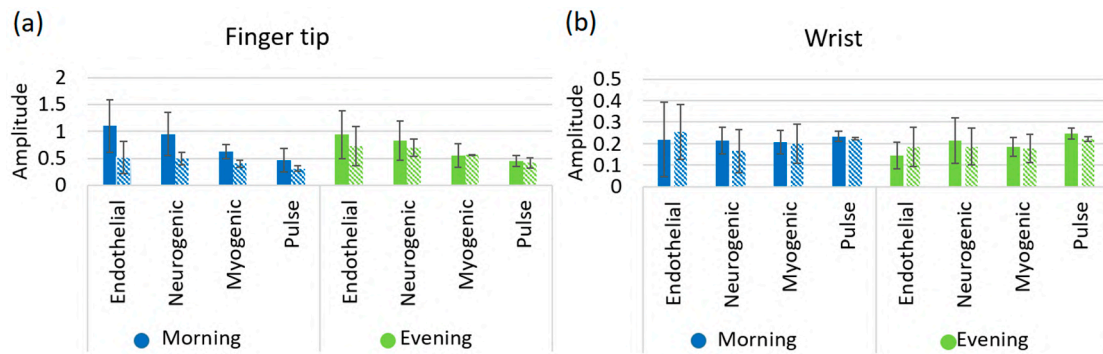 (a)
Finger tip
Amplitude
2
1.5
1
0.5
0
Endothelial
Neurogenic
Myogenic
Pulse
Endothelial
Neurogenic
Myogenic
Pulse
Morning
Evening
(b)
Wrist
Amplitude
0.5
0.4
0.3
0.2
0.1
0
Endothelial
Neurogenic
Myogenic
Pulse
Endothelial
Neurogenic
Myogenic
Pulse
Morning
Evening